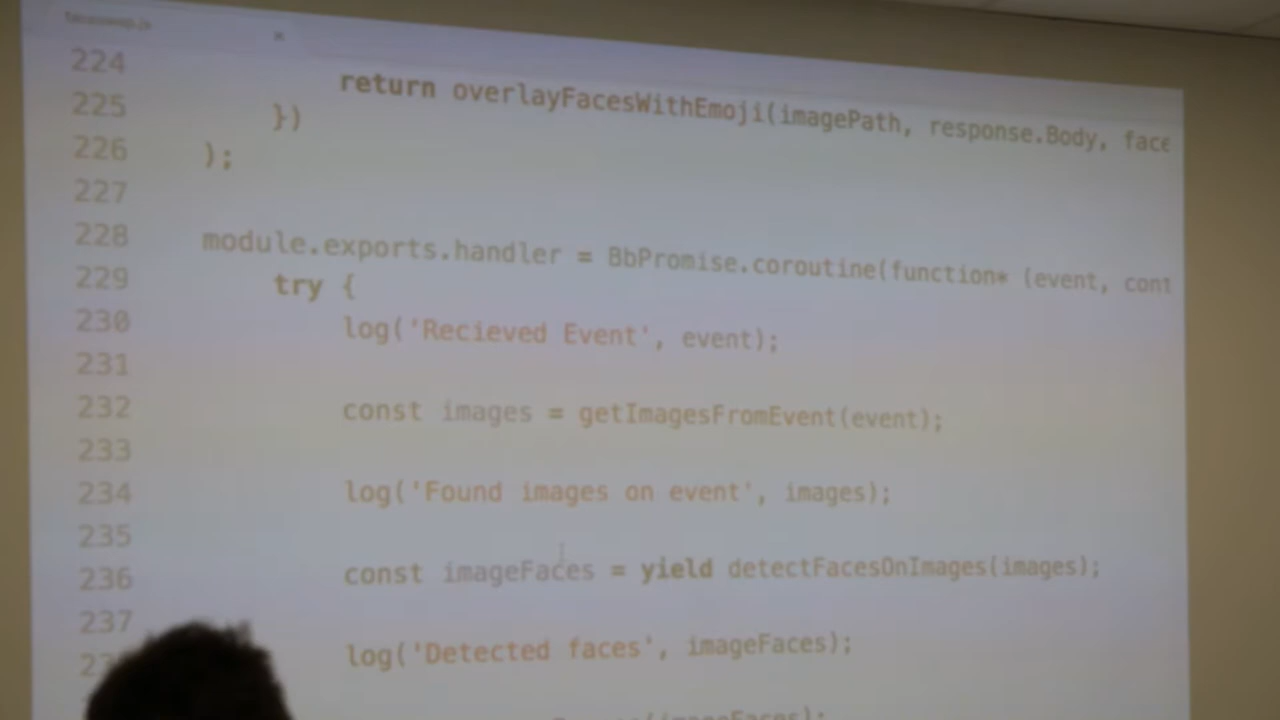 224 return overlayFacesWithEmoji(imagePath, response.Body, face
225 })
226 );
227
228 module.exports.handler = BbPromise.coroutine(function* (event, cont
229 try {
230 log('Recieved Event', event);
231
232 const images = getImagesFromEvent(event);
233
234 log('Found images on event', images);
235
236 const imageFaces = yield detectFacesOnImages(images);
237
log('Detected faces', imageFaces);
(imageFaces);